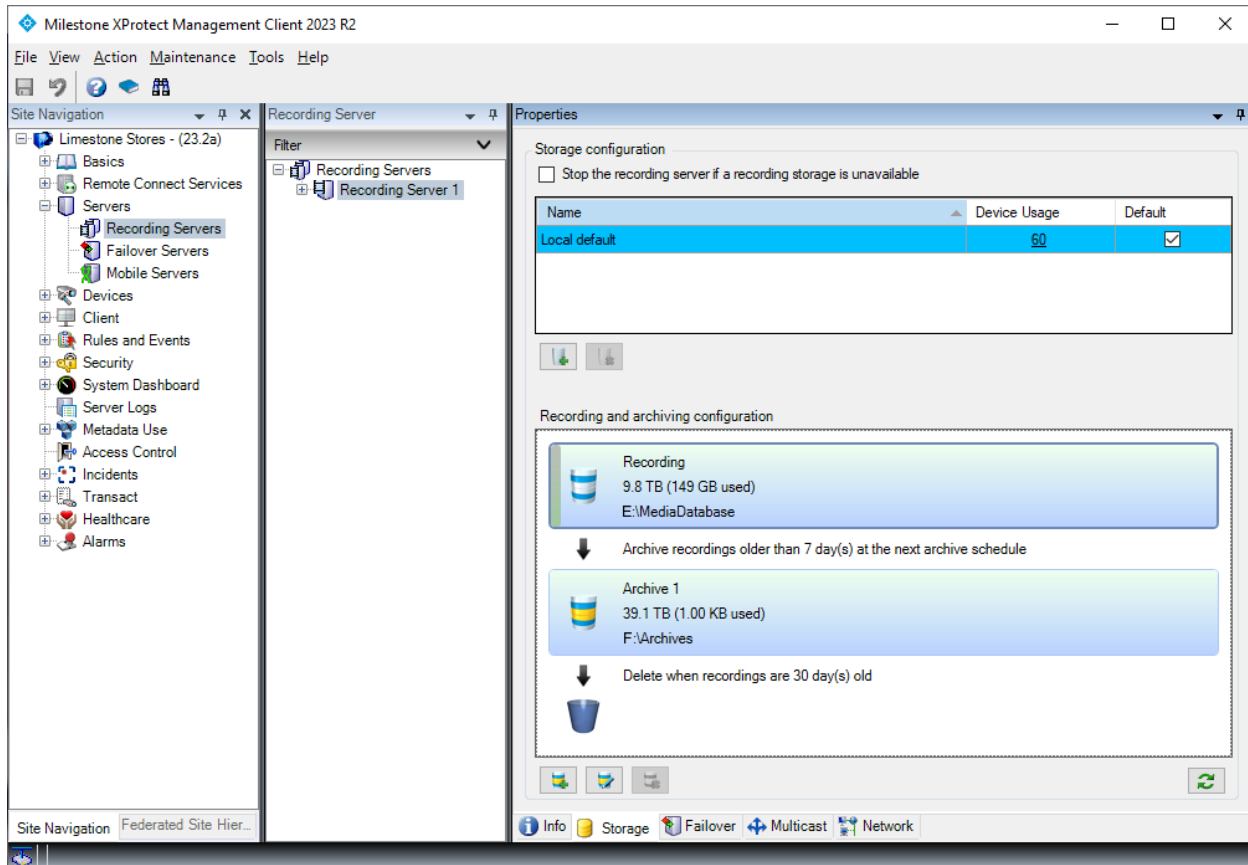 Milestone XProtect Management Client 2023 R2
File View Action Maintenance Tools Help
Site Navigation
Limestone Stores - (23.2a)
Basics
Remote Connect Services
Servers
Recording Servers
Failover Servers
Mobile Servers
Devices
Client
Rules and Events
Security
System Dashboard
Server Logs
Metadata Use
Access Control
Incidents
Transact
Healthcare
Alarms
Site Navigation Federated Site Hier...
Recording Server
Filter
Recording Servers
Recording Server 1
Properties
Storage configuration
Stop the recording server if a recording storage is unavailable
Name Device Usage Default
Local default 60
Recording and archiving configuration
Recording
9.8 TB (149 GB used)
E:\MediaDatabase
Archive recordings older than 7 day(s) at the next archive schedule
Archive 1
39.1 TB (1.00 KB used)
F:\Archives
Delete when recordings are 30 day(s) old
Info Storage Failover Multicast Network